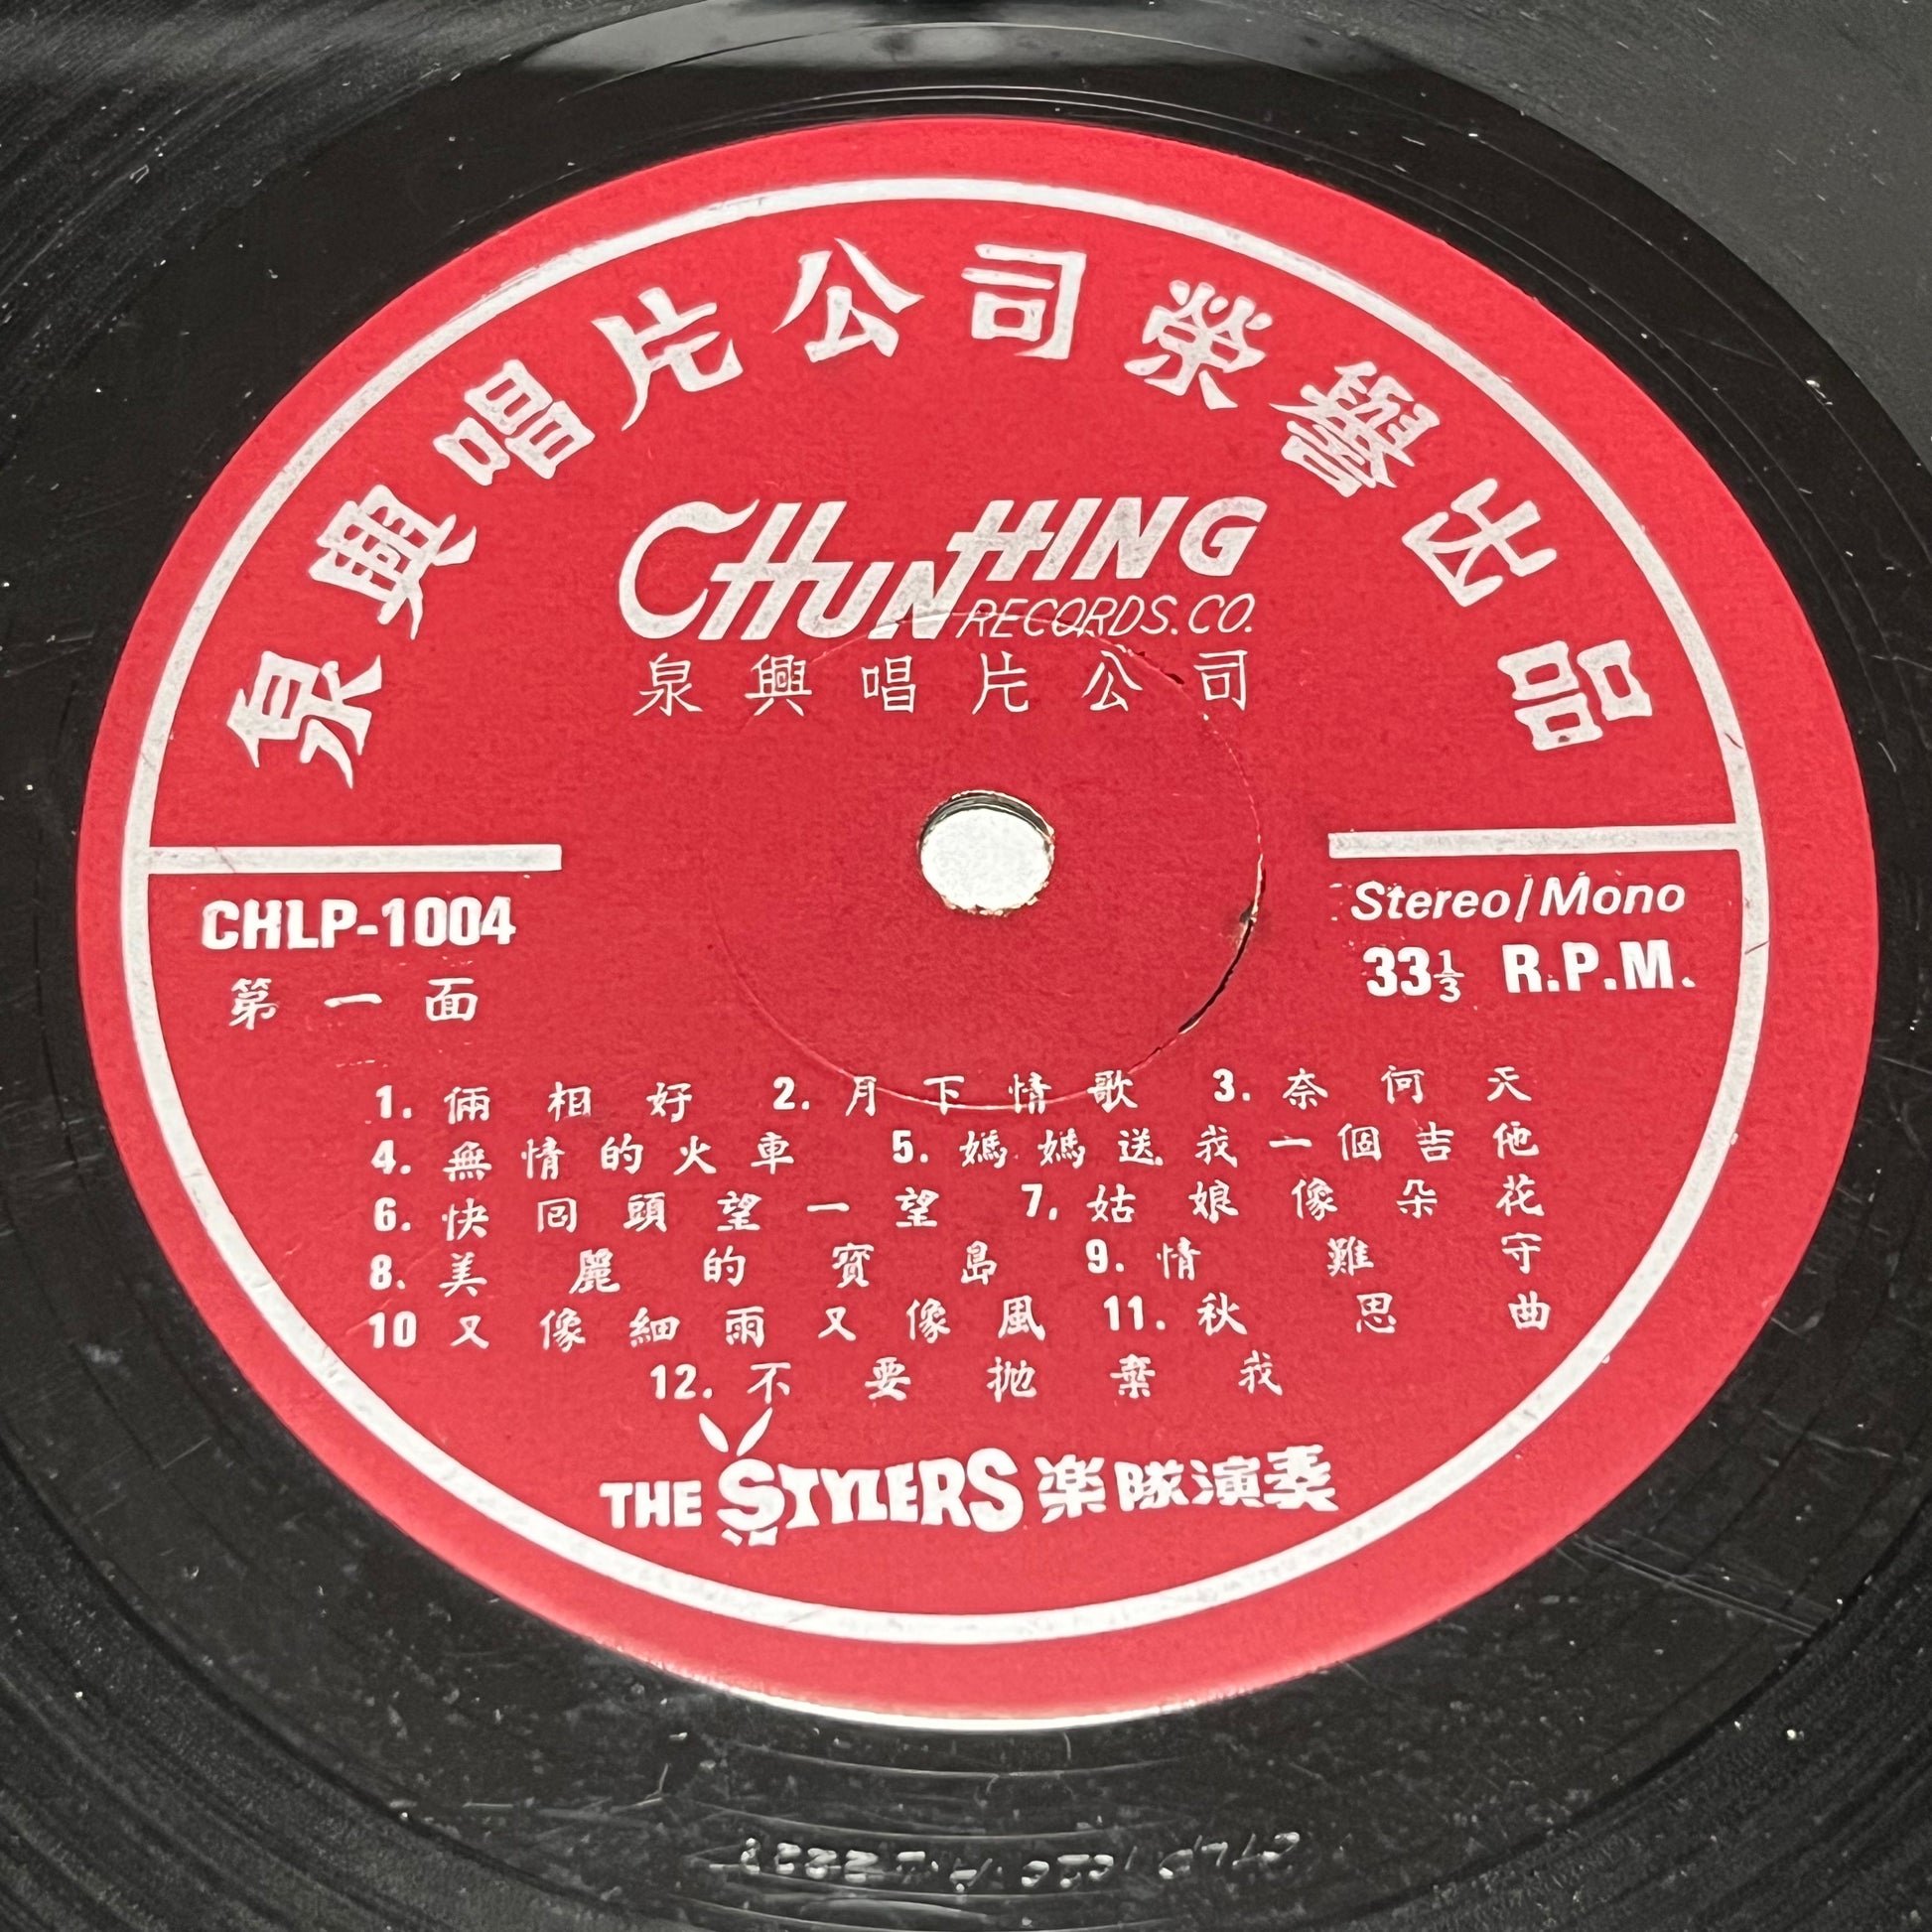 泉興唱片公司榮譽出品
CHUN HING
RECORDS. CO.
泉興唱片公司
CHLP-1004
第一面
Stereo/Mono
33⅓ R.P.M.
1. 倆相好 2. 月下情歌 3. 奈何天
4. 無情的火車 5. 媽媽送我一個吉他
6. 快回頭望一望 7. 姑娘像朵花
8. 美麗的寶島 9. 情難守
10 又像細雨又像風 11. 秋思曲
12. 不要拋棄我
THE STYLERS 楽隊演奏